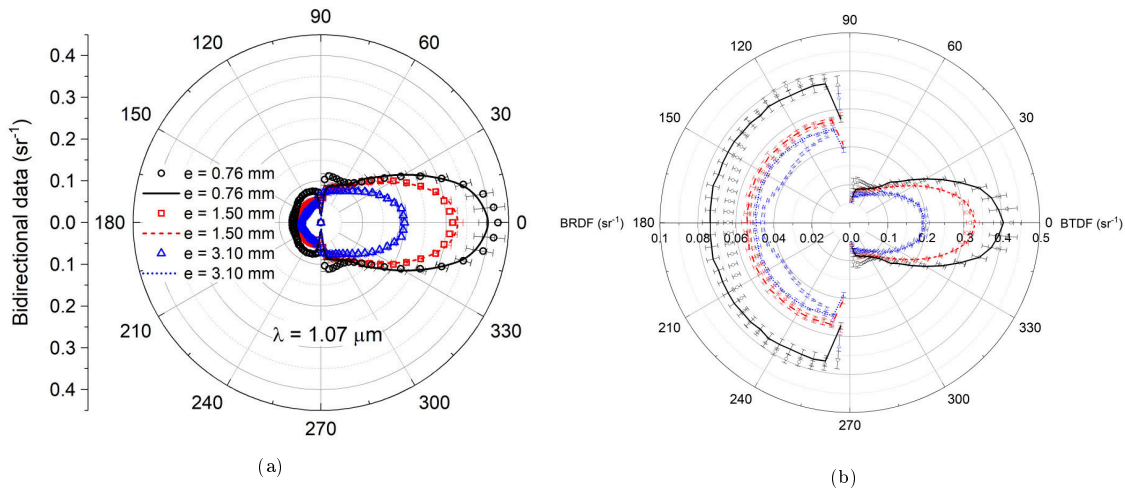 90
120
60
150
30
180
0
210
330
240
300
270
0.4
0.3
0.2
0.1
0.0
0.1
0.2
0.3
0.4
Bidirectional data (sr⁻¹)
e = 0.76 mm
e = 0.76 mm
e = 1.50 mm
e = 1.50 mm
e = 3.10 mm
e = 3.10 mm
λ = 1.07 μm
(a)
90
120
60
150
30
BRDF (sr⁻¹) 180
0 BTDF (sr⁻¹)
0.1 0.08 0.06 0.04 0.02 0.0 0.1 0.2 0.3 0.4 0.5
210
330
240
300
270
(b)